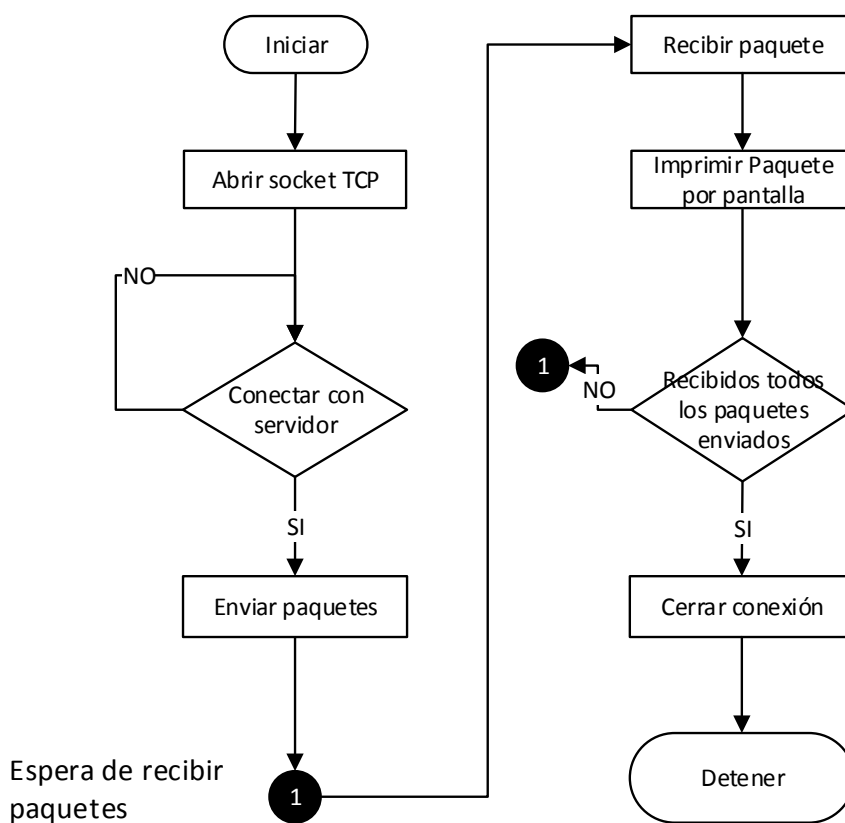 Iniciar
Abrir socket TCP
NO
Conectar con
servidor
SI
Enviar paquetes
Espera de recibir
paquetes
1
Recibir paquete
Imprimir Paquete
por pantalla
1
NO
Recibidos todos
los paquetes
enviados
SI
Cerrar conexión
Detener